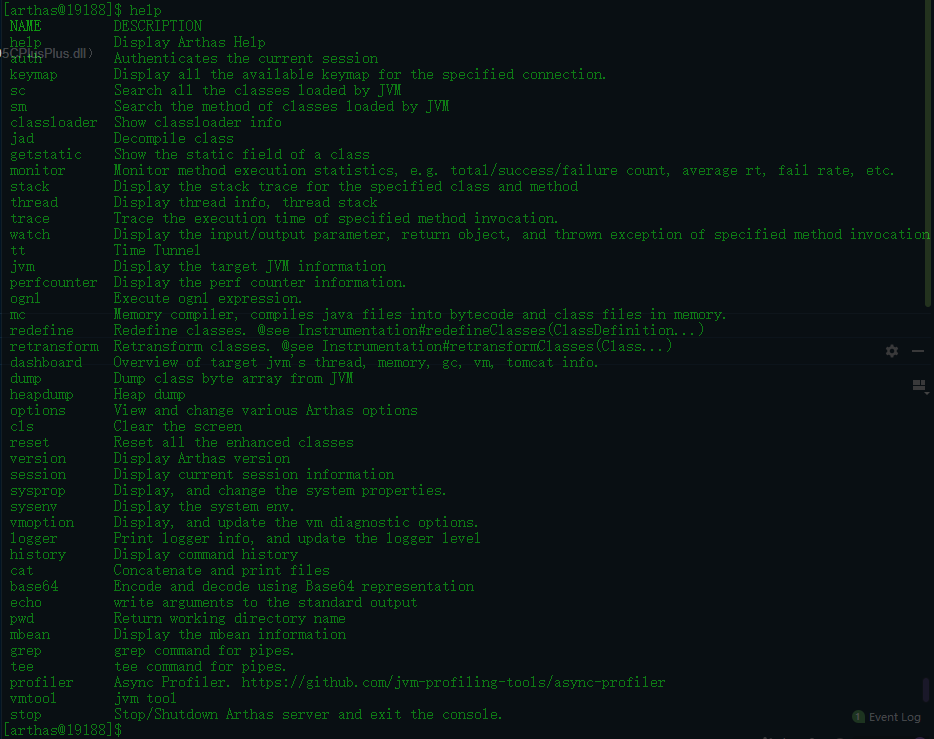 [arthas@19188]$ help
NAME DESCRIPTION
help Display Arthas Help
5CPlusPlus.dll）
auth Authenticates the current session
keymap Display all the available keymap for the specified connection.
sc Search all the classes loaded by JVM
sm Search the method of classes loaded by JVM
classloader Show classloader info
jad Decompile class
getstatic Show the static field of a class
monitor Monitor method execution statistics, e.g. total/success/failure count, average rt, fail rate, etc.
stack Display the stack trace for the specified class and method
thread Display thread info, thread stack
trace Trace the execution time of specified method invocation.
watch Display the input/output parameter, return object, and thrown exception of specified method invocation
tt Time Tunnel
jvm Display the target JVM information
perfcounter Display the perf counter information.
ognl Execute ognl expression.
mc Memory compiler, compiles java files into bytecode and class files in memory.
redefine Redefine classes. @see Instrumentation#redefineClasses(ClassDefinition...)
retransform Retransform classes. @see Instrumentation#retransformClasses(Class...)
dashboard Overview of target jvm's thread, memory, gc, vm, tomcat info.
dump Dump class byte array from JVM
heapdump Heap dump
options View and change various Arthas options
cls Clear the screen
reset Reset all the enhanced classes
version Display Arthas version
session Display current session information
sysprop Display, and change the system properties.
sysenv Display the system env.
vmoption Display, and update the vm diagnostic options.
logger Print logger info, and update the logger level
history Display command history
cat Concatenate and print files
base64 Encode and decode using Base64 representation
echo write arguments to the standard output
pwd Return working directory name
mbean Display the mbean information
grep grep command for pipes.
tee tee command for pipes.
profiler Async Profiler. https://github.com/jvm-profiling-tools/async-profiler
vmtool jvm tool
stop Stop/Shutdown Arthas server and exit the console.
1 Event Log
[arthas@19188]$